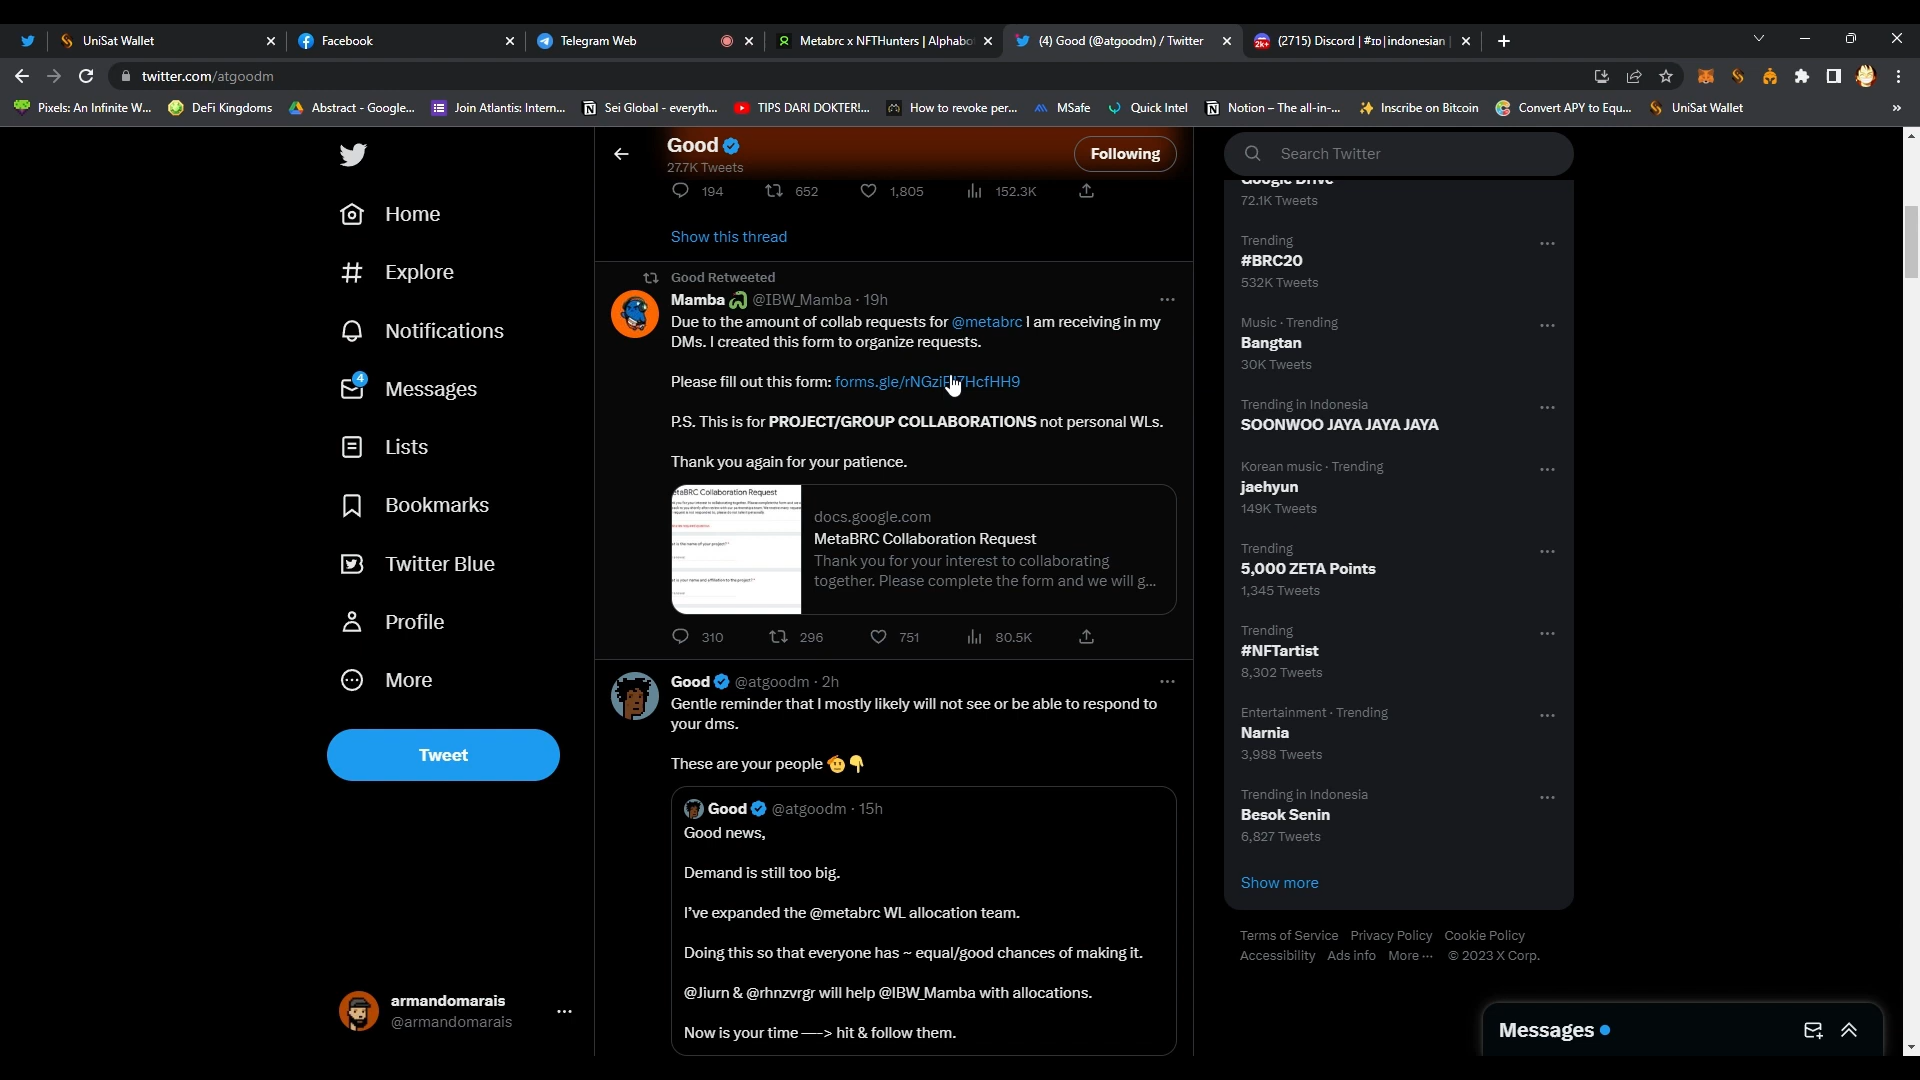 UniSat Wallet
Facebook
Telegram Web
Metabrc x NFTHunters | Alphabo
(4) Good (@atgoodm) / Twitter
(2715) Discord | #ɪᴅ|indonesian
twitter.com/atgoodm
Pixels: An Infinite W...
DeFi Kingdoms
Abstract - Google...
Join Atlantis: Intern...
Sei Global - everyth...
TIPS DARI DOKTER!...
How to revoke per...
MSafe
Quick Intel
Notion – The all-in-...
Inscribe on Bitcoin
Convert APY to Equ...
UniSat Wallet
Home
Explore
Notifications
4
Messages
Lists
Bookmarks
Twitter Blue
Profile
More
Tweet
armandomarais
@armandomarais
Good
27.7K Tweets
Following
194 652 1,805 152.3K
Show this thread
Good Retweeted
Mamba @IBW_Mamba · 19h
Due to the amount of collab requests for @metabrc I am receiving in my
DMs. I created this form to organize requests.
Please fill out this form:
P.S. This is for PROJECT/GROUP COLLABORATIONS not personal WLs.
Thank you again for your patience.
docs.google.com
MetaBRC Collaboration Request
Thank you for your interest to collaborating
together. Please complete the form and we will g...
310 296 751 80.5K
Good @atgoodm · 2h
Gentle reminder that I mostly likely will not see or be able to respond to
your dms.
These are your people 🫡👇
Good @atgoodm · 15h
Good news,
Demand is still too big.
I've expanded the @metabrc WL allocation team.
Doing this so that everyone has ~ equal/good chances of making it.
@Jiurn & @rhnzvrgr will help @IBW_Mamba with allocations.
Now is your time —--> hit & follow them.
Search Twitter
Google Drive
72.1K Tweets
Trending
#BRC20
532K Tweets
Music · Trending
Bangtan
30K Tweets
Trending in Indonesia
SOONWOO JAYA JAYA JAYA
Korean music · Trending
jaehyun
149K Tweets
Trending
5,000 ZETA Points
1,345 Tweets
Trending
#NFTartist
8,302 Tweets
Entertainment · Trending
Narnia
3,988 Tweets
Trending in Indonesia
Besok Senin
6,827 Tweets
Show more
Terms of Service Privacy Policy Cookie Policy
Accessibility Ads info More ··· © 2023 X Corp.
Messages